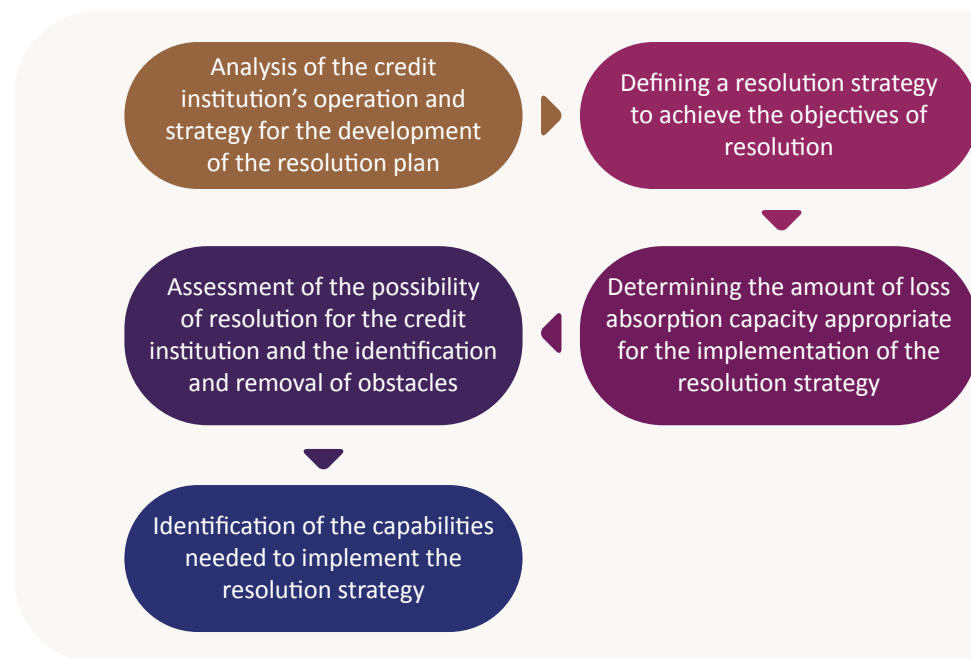 Analysis of the credit
institution’s operation and
strategy for the development
of the resolution plan
Defining a resolution strategy
to achieve the objectives of
resolution
Determining the amount of loss
absorption capacity appropriate
for the implementation of the
resolution strategy
Assessment of the possibility
of resolution for the credit
institution and the identification
and removal of obstacles
Identification of the capabilities
needed to implement the
resolution strategy